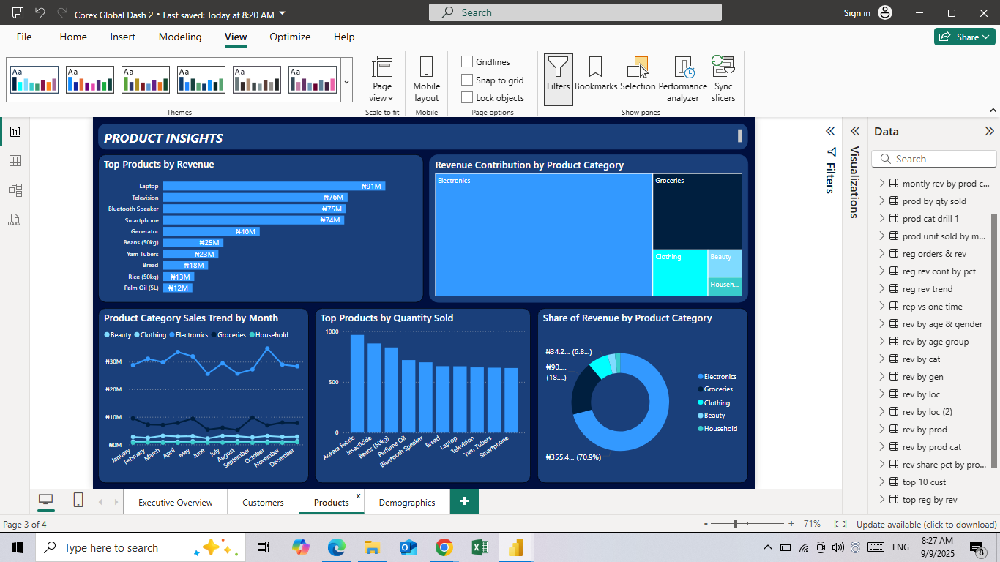 Corex Global Dash 2 • Last saved: Today at 8:20 AM
Search
Sign in
File Home Insert Modeling View Optimize Help
Share
Aa Aa Aa Aa Aa Aa
Themes
Page view
Scale to fit
Mobile layout
Mobile
Gridlines
Snap to grid
Lock objects
Page options
Filters
Bookmarks
Selection
Performance analyzer
Sync slicers
Show panes
PRODUCT INSIGHTS
Top Products by Revenue
Laptop ₦91M
Television ₦76M
Bluetooth Speaker ₦75M
Smartphone ₦74M
Generator ₦40M
Beans (50kg) ₦25M
Yam Tubers ₦23M
Bread ₦18M
Rice (50kg) ₦13M
Palm Oil (5L) ₦12M
Revenue Contribution by Product Category
Electronics
Groceries
Clothing
Beauty
Househ...
Product Category Sales Trend by Month
Beauty Clothing Electronics Groceries Household
₦30M
₦20M
₦10M
₦0M
January
February
March
April
May
June
July
August
September
October
November
December
Top Products by Quantity Sold
1000
500
0
Ankara Fabric
Insecticide
Beans (50kg)
Perfume Oil
Bluetooth Speaker
Bread
Laptop
Television
Yam Tubers
Smartphone
Share of Revenue by Product Category
₦34.2... (6.8...)
₦90....
(18....)
₦355.4... (70.9%)
Electronics
Groceries
Clothing
Beauty
Household
Filters
Visualizations
Data
Search
montly rev by prod c...
prod by qty sold
prod cat drill 1
prod unit sold by m...
reg orders & rev
reg rev cont by pct
reg rev trend
rep vs one time
rev by age & gender
rev by age group
rev by cat
rev by gen
rev by loc
rev by loc (2)
rev by prod
rev by prod cat
rev share pct by pro...
top 10 cust
top reg by rev
DAX
Executive Overview
Customers
Products x
Demographics
+
Page 3 of 4
- + 71%
Update available (click to download)
Type here to search
ENG
8:27 AM
9/9/2025
8